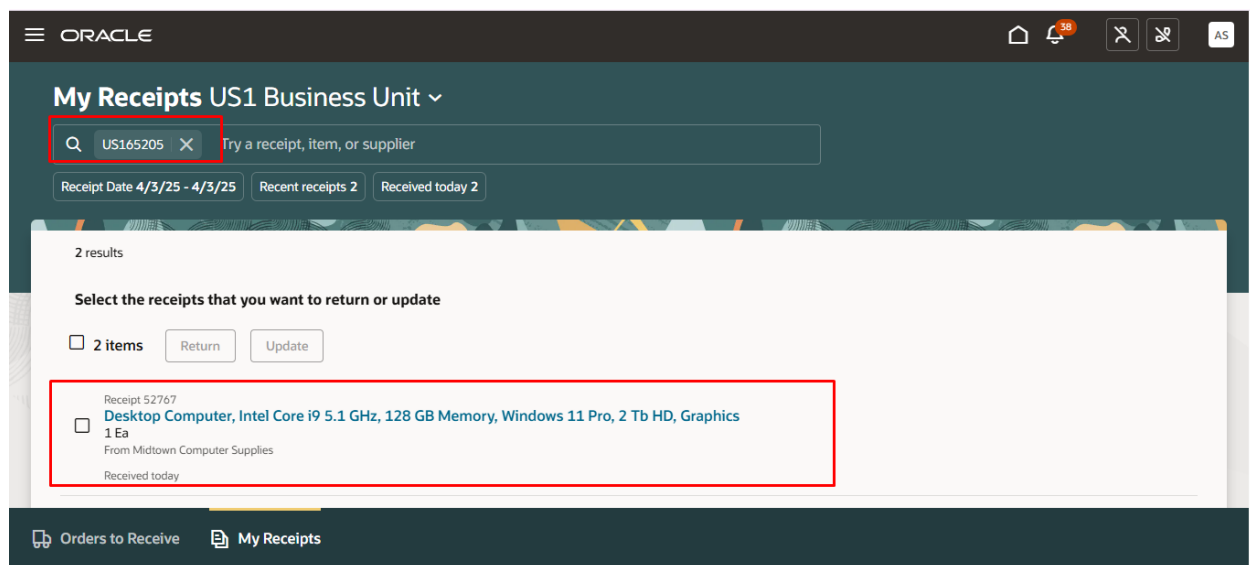 ORACLE
38
AS
My Receipts US1 Business Unit
US165205 Try a receipt, item, or supplier
Receipt Date 4/3/25 - 4/3/25 Recent receipts 2 Received today 2
2 results
Select the receipts that you want to return or update
2 items Return Update
Receipt 52767
Desktop Computer, Intel Core i9 5.1 GHz, 128 GB Memory, Windows 11 Pro, 2 Tb HD, Graphics
1 Ea
From Midtown Computer Supplies
Received today
Orders to Receive My Receipts